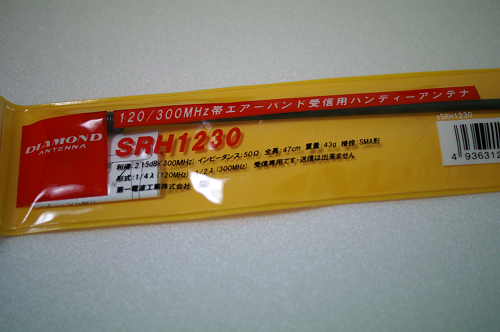 120/300MHz帯エアーバンド受信用ハンディーアンテナ
DIAMOND
ANTENNA
SRH1230
*SRH1230
利得:2.15dBi(300MHz) インピーダンス:50Ω 全長:47cm 重量:43g 接栓:SMA形
形式:1/4λ(120MHz) 1/2λ(300MHz) 受信専用です・送信は出来ません
第一電波工業株式会社
4 936312